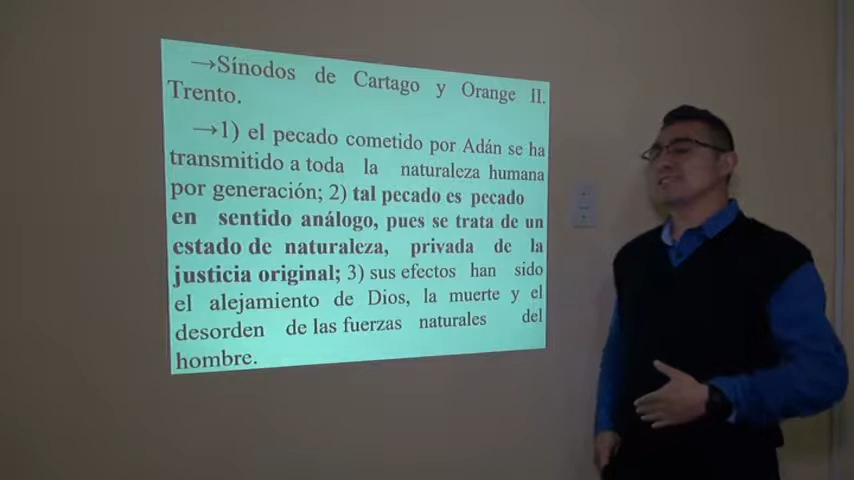 →Sínodos de Cartago y Orange II.
Trento.
→1) el pecado cometido por Adán se ha
transmitido a toda la naturaleza humana
por generación; 2) tal pecado es pecado
en sentido análogo, pues se trata de un
estado de naturaleza, privada de la
justicia original; 3) sus efectos han sido
el alejamiento de Dios, la muerte y el
desorden de las fuerzas naturales del
hombre.